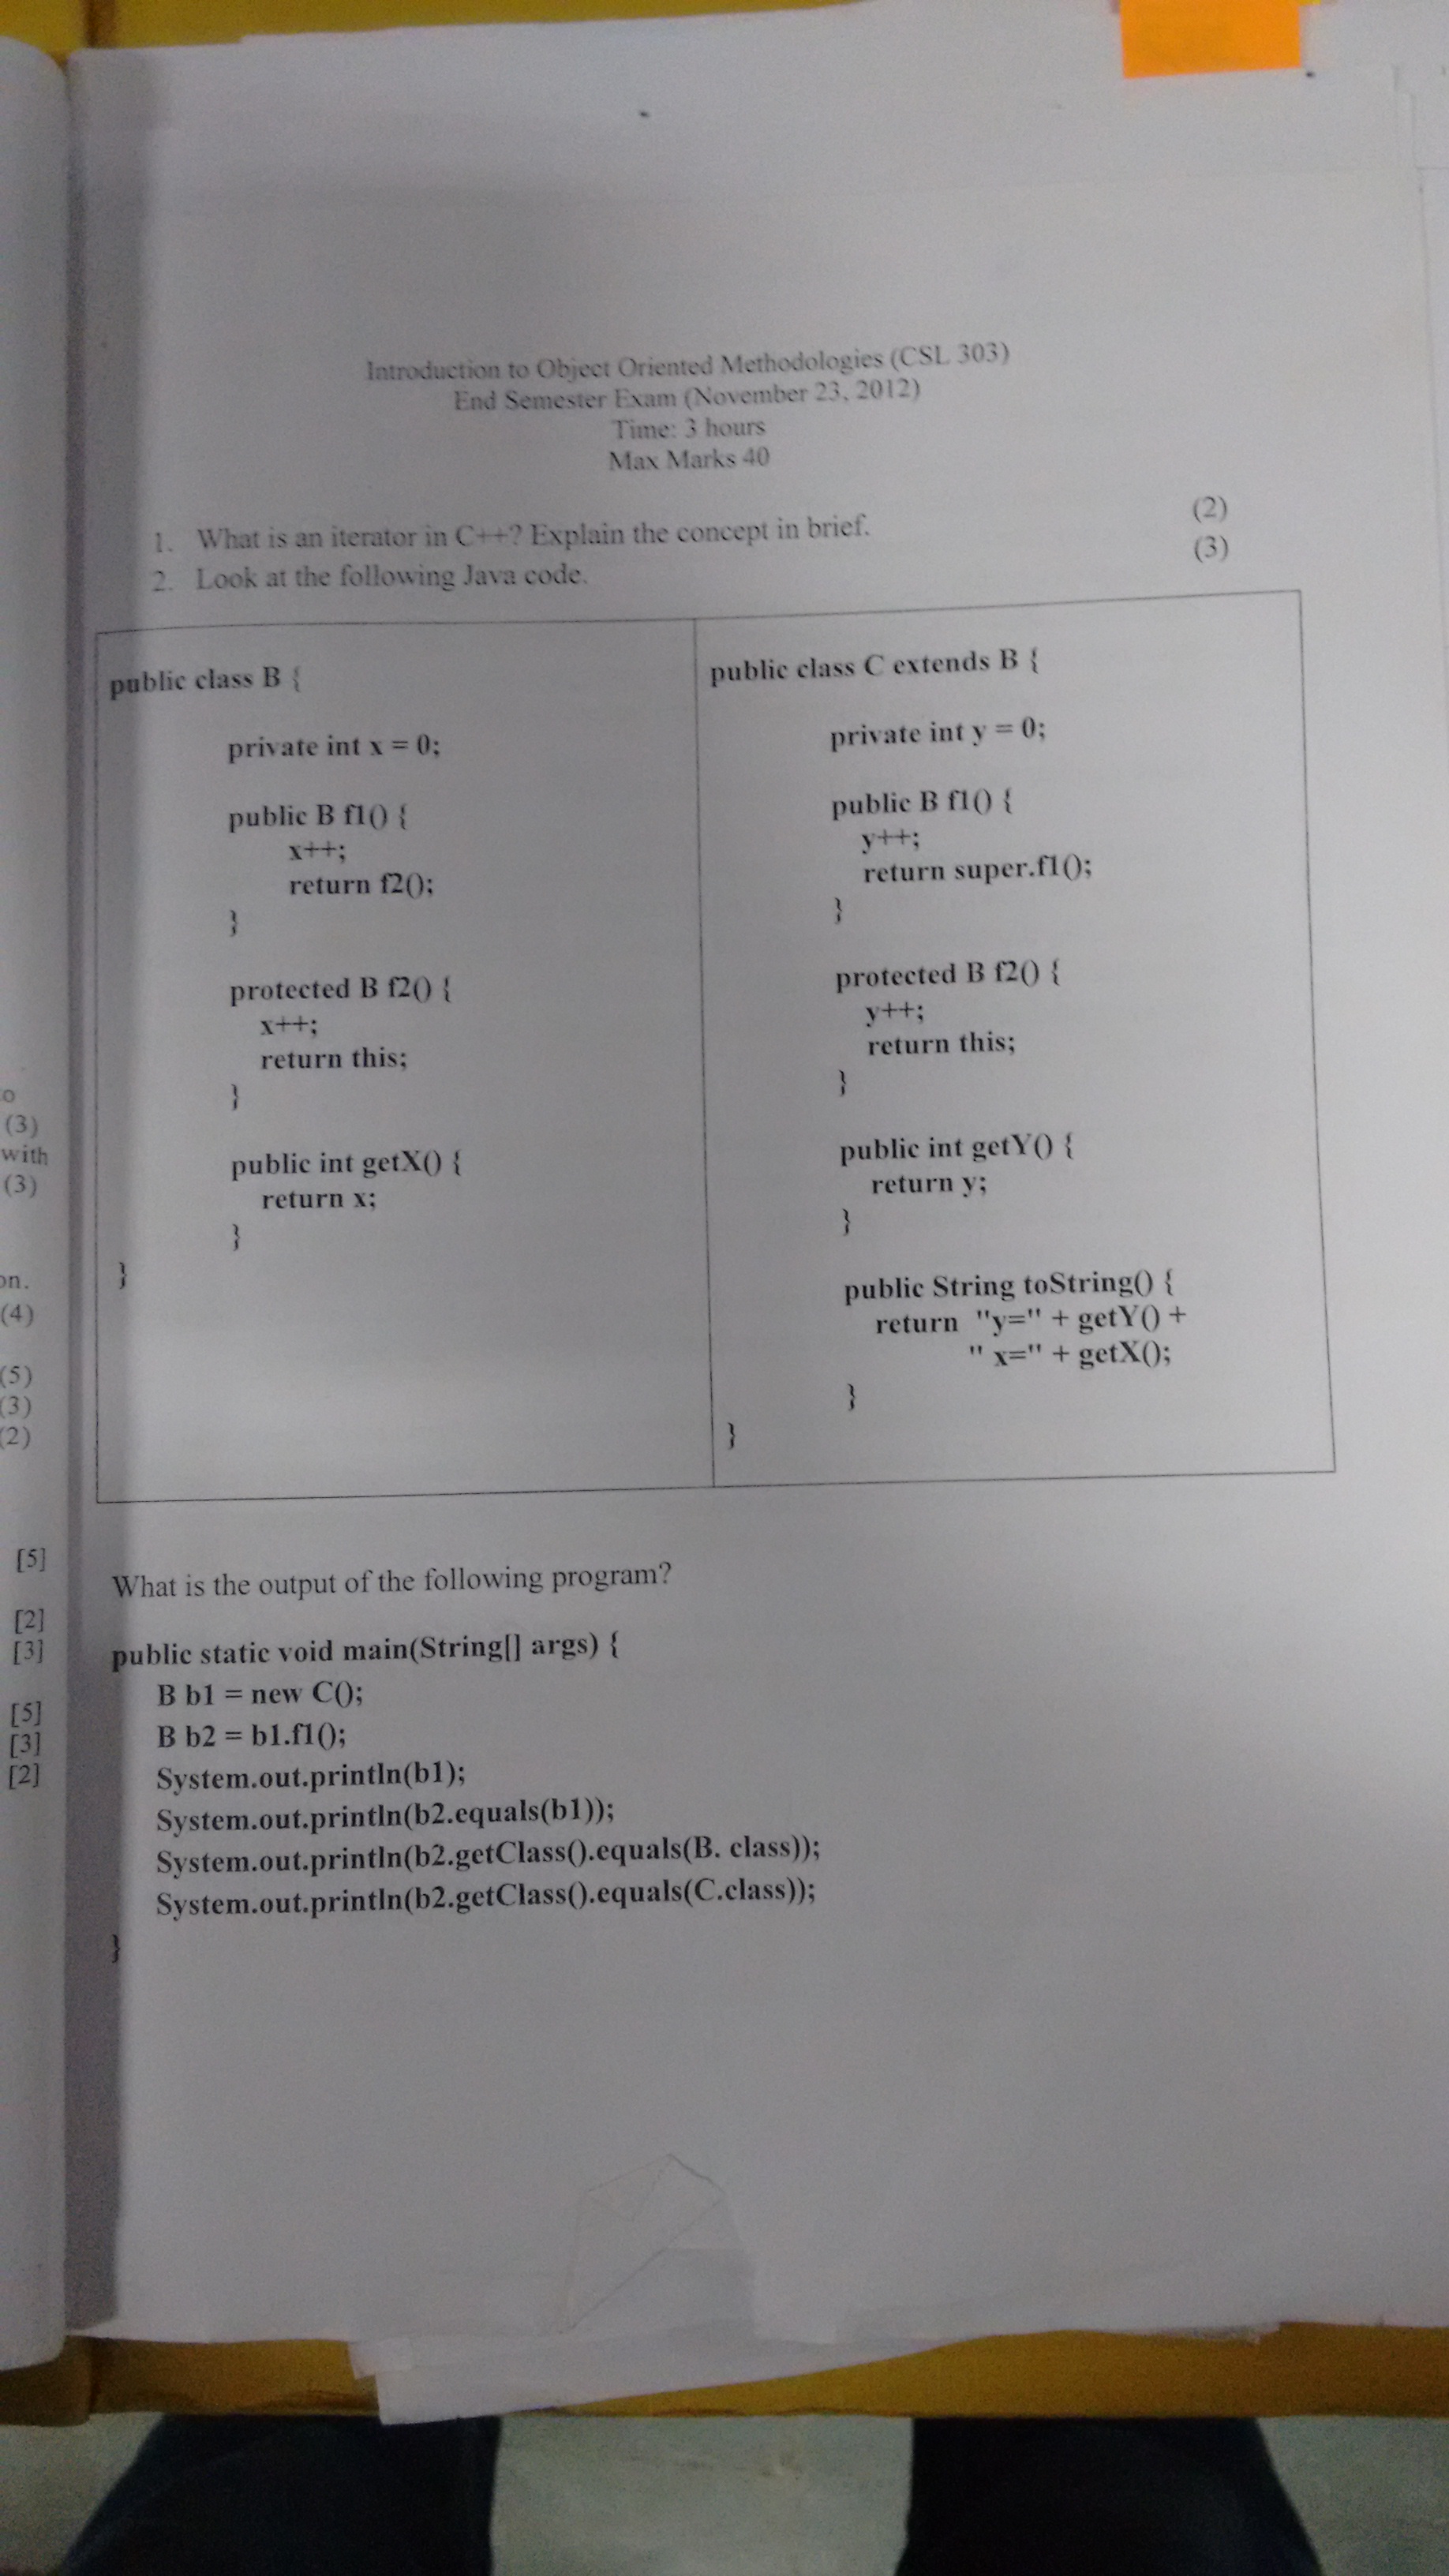 Introduction to Object Oriented Methodologies (CSL 303)
End Semester Exam (November 23, 2012)
Time: 3 hours
Max Marks 40
1. What is an iterator in C++? Explain the concept in brief. (2)
2. Look at the following Java code. (3)
public class B {
private int x = 0;
public B f1() {
x++;
return f2();
}
protected B f2() {
x++;
return this;
}
public int getX() {
return x;
}
}
public class C extends B {
private int y = 0;
public B f1() {
y++;
return super.f1();
}
protected B f2() {
y++;
return this;
}
public int getY() {
return y;
}
public String toString() {
return "y=" + getY() +
" x=" + getX();
}
}
What is the output of the following program?
public static void main(String[] args) {
B b1 = new C();
B b2 = b1.f1();
System.out.println(b1);
System.out.println(b2.equals(b1));
System.out.println(b2.getClass().equals(B. class));
System.out.println(b2.getClass().equals(C.class));
}
(3)
with
(3)
(4)
(5)
(3)
(2)
[5]
[2]
[3]
[5]
[3]
[2]